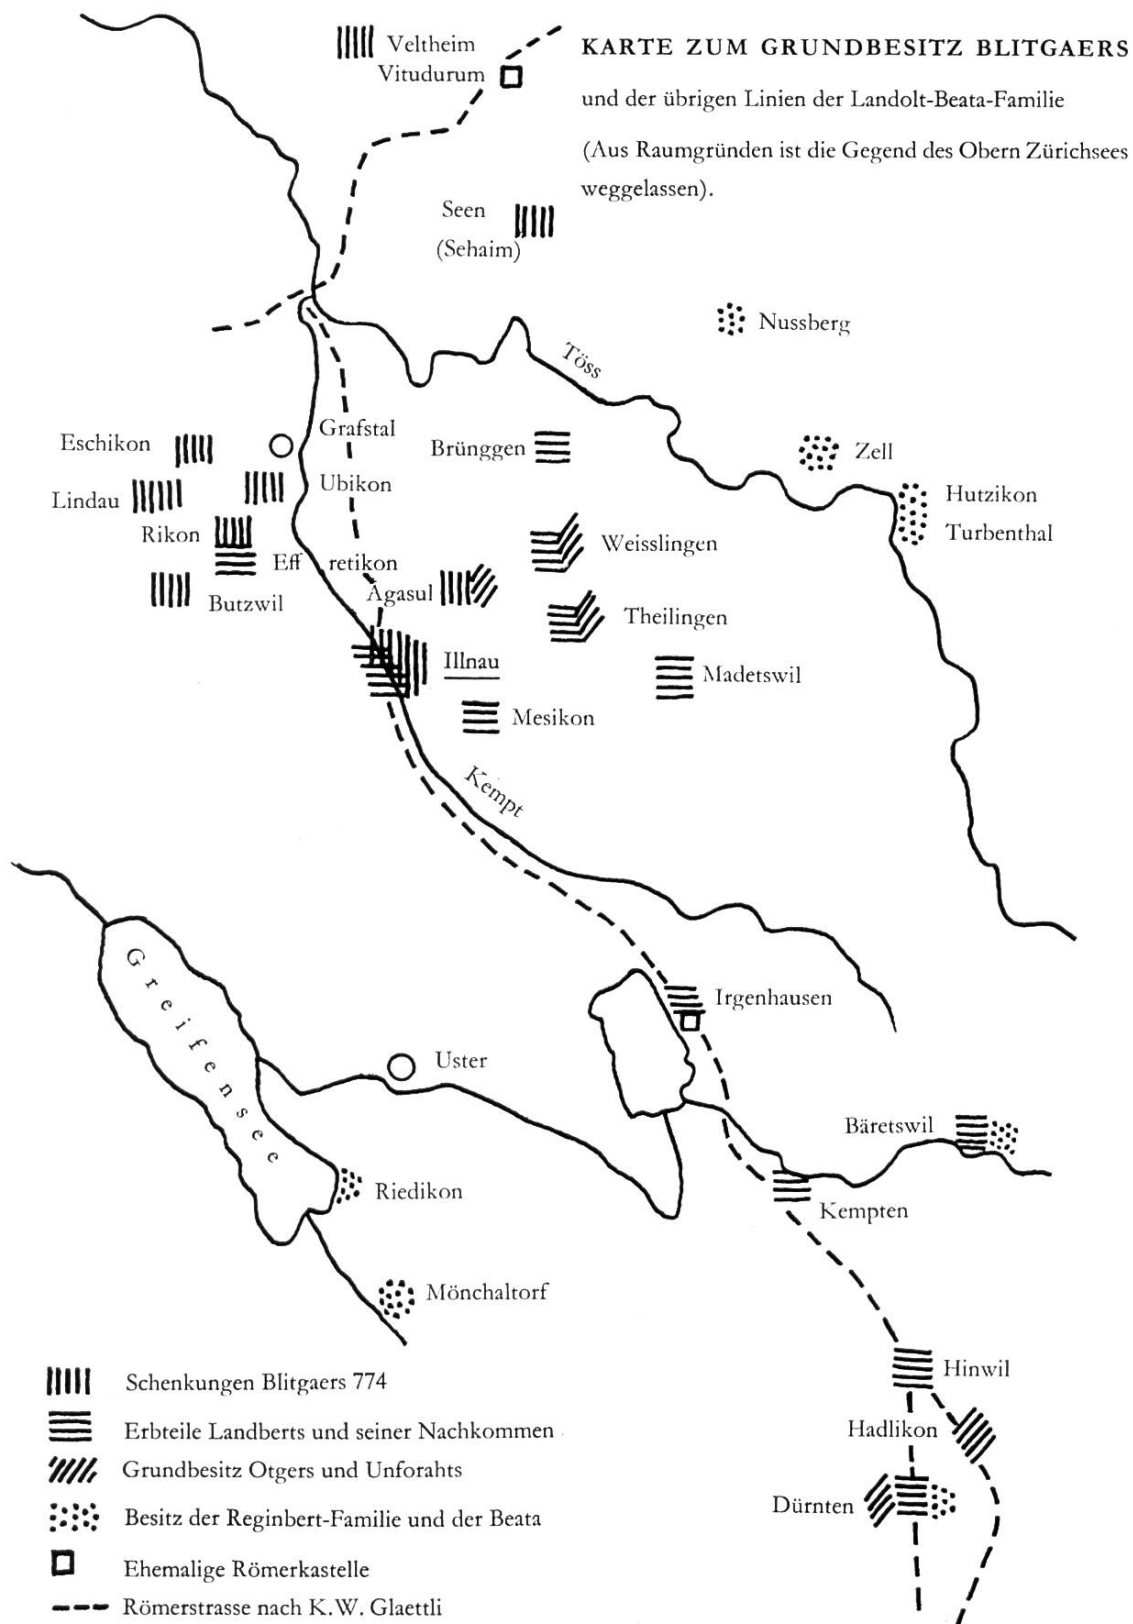 KARTE ZUM GRUNDBESITZ BLITGAERS
und der übrigen Linien der Landolt-Beata-Familie
(Aus Raumgründen ist die Gegend des Obern Zürichsees
weggelassen).
Veltheim
Vitudurum
Seen
(Sehaim)
Nussberg
Töss
Grafstal
Eschikon
Brünggen
Zell
Ubikon
Lindau
Hutzikon
Turbenthal
Rikon
Weisslingen
Eff retikon
Agasul
Butzwil
Theilingen
Illnau
Madetswil
Mesikon
Kempt
Greifensee
Irgenhausen
Uster
Bäretswil
Riedikon
Kempten
Mönchaltorf
Hinwil
Hadlikon
Dürnten
Schenkungen Blitgaers 774
Erbteile Landberts und seiner Nachkommen
Grundbesitz Otgers und Unforahts
Besitz der Reginbert-Familie und der Beata
Ehemalige Römerkastelle
Römerstrasse nach K.W. Glaettli